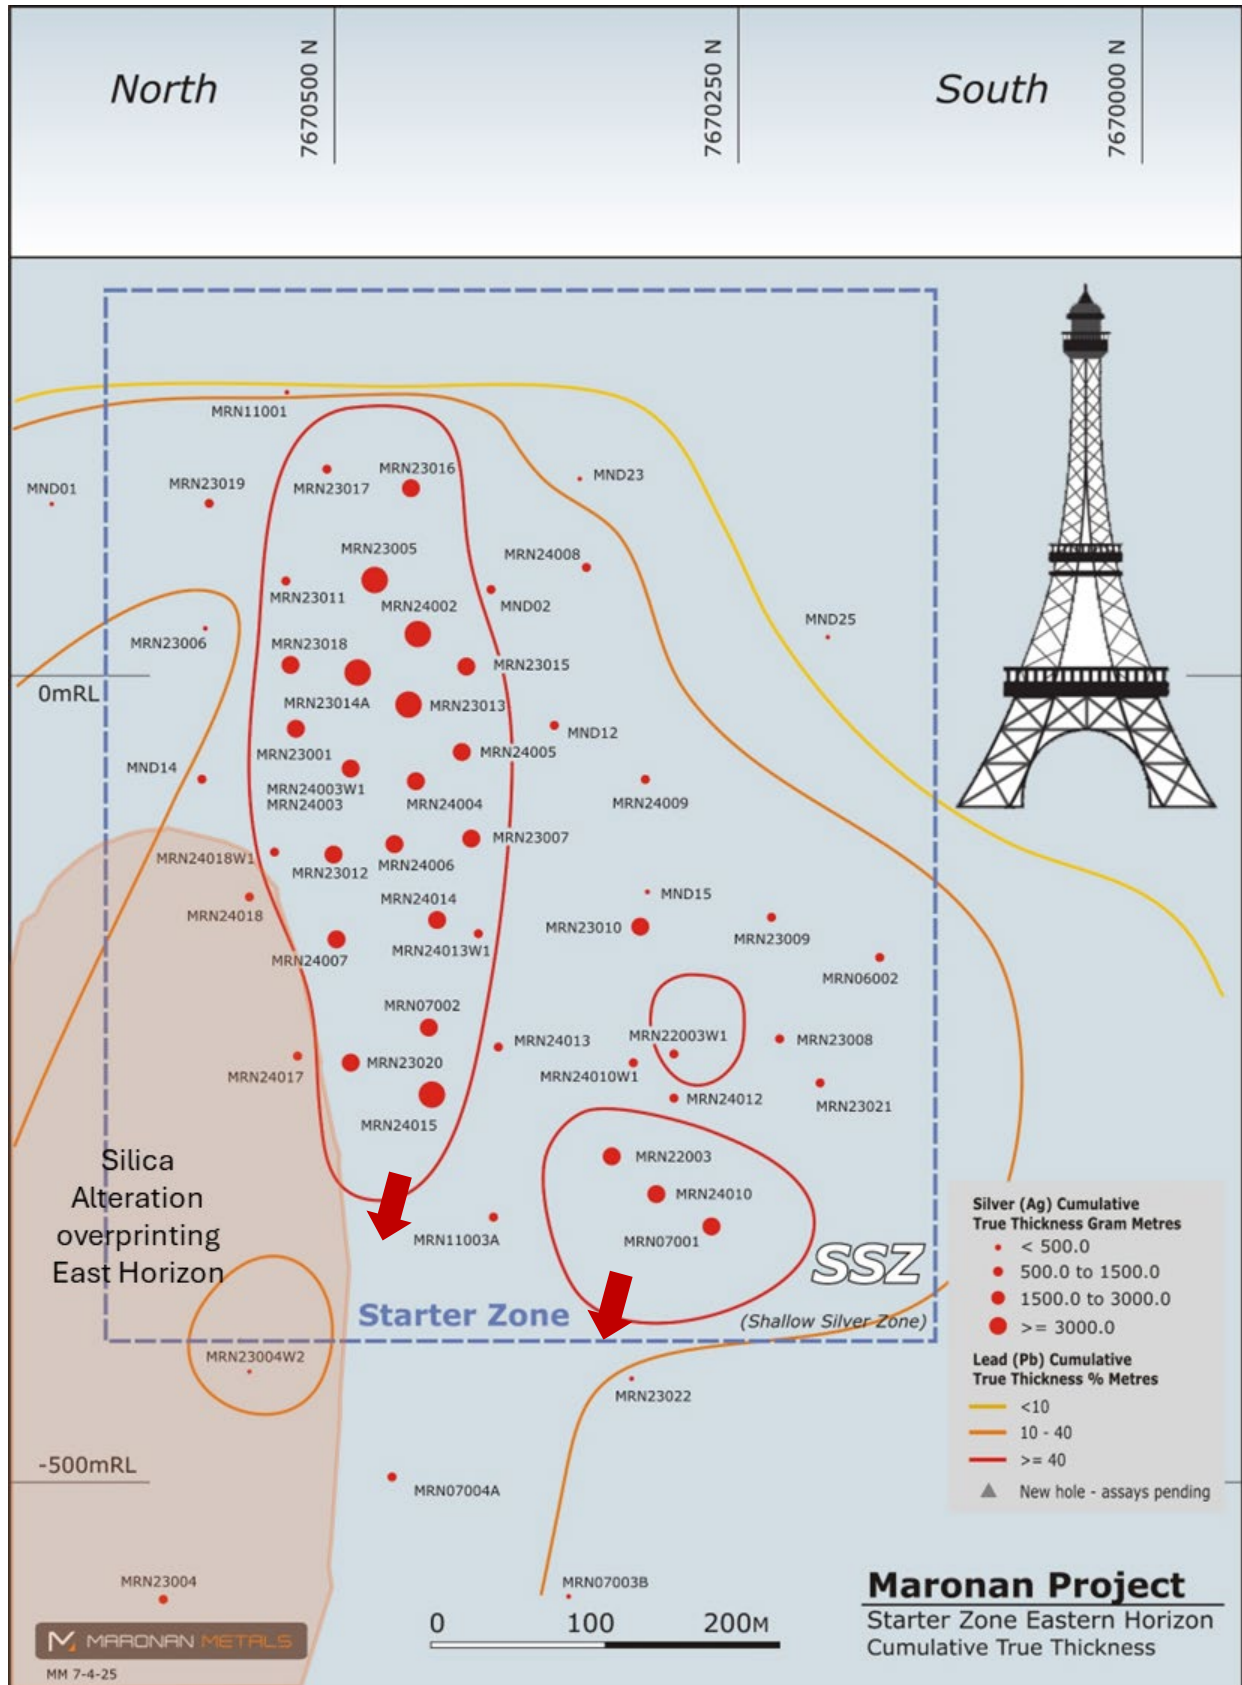 North
7670500 N
7670250 N
South
7670000 N
MRN11001
MRN23016
MRN23017
MND23
MND01
MRN23019
MRN23005
MRN24008
MRN23011
MRN24002
MND02
MRN23006
MRN23018
MRN23015
MND25
0mRL
MRN23014A
MRN23013
MRN23001
MRN24005
MND12
MND14
MRN24003W1
MRN24003
MRN24004
MRN24009
MRN24018W1
MRN23012
MRN24006
MRN23007
MRN24018
MRN24014
MND15
MRN23010
MRN23009
MRN24007
MRN24013W1
MRN06002
MRN07002
MRN24013
MRN22003W1
MRN23008
MRN24017
MRN23020
MRN24010W1
MRN24012
MRN23021
MRN24015
Silica
Alteration
overprinting
East Horizon
MRN22003
MRN24010
MRN07001
MRN11003A
SSZ
(Shallow Silver Zone)
Starter Zone
Silver (Ag) Cumulative
True Thickness Gram Metres
< 500.0
500.0 to 1500.0
1500.0 to 3000.0
>= 3000.0
Lead (Pb) Cumulative
True Thickness % Metres
<10
10 - 40
>= 40
New hole - assays pending
MRN23004W2
MRN23022
-500mRL
MRN07004A
MRN23004
MRN07003B
0 100 200M
Maronan Project
Starter Zone Eastern Horizon
Cumulative True Thickness
MARONAN METALS
MM 7-4-25